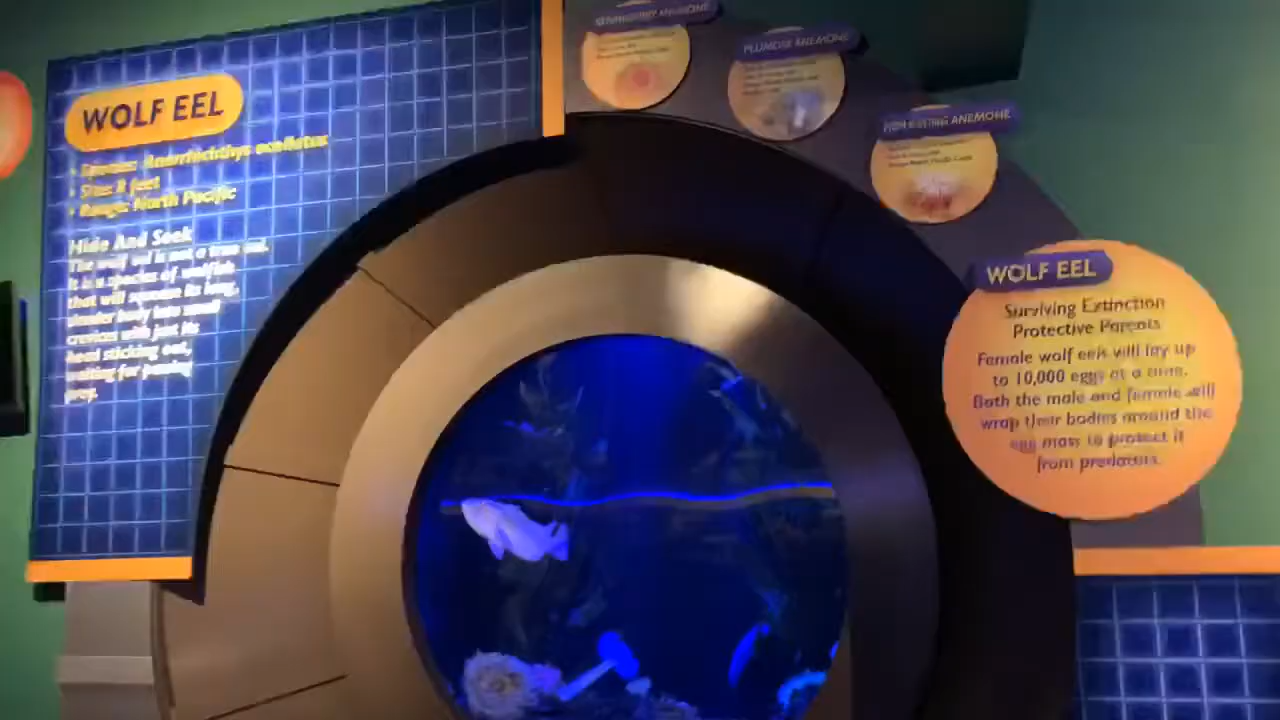 WOLF EEL
• Species: Anarrhichthys ocellatus
• Size: 8 feet
• Range: North Pacific
Hide And Seek
The wolf eel is not a true eel.
It is a species of wolffish
that will squeeze its long,
slender body into small
crevices with just its
head sticking out,
waiting for passing
prey.
PLUMOSE ANEMONE
ANEMONE
WOLF EEL
Surviving Extinction
Protective Parents
Female wolf eels will lay up
to 10,000 eggs at a time.
Both the male and female will
wrap their bodies around the
egg mass to protect it
from predators.